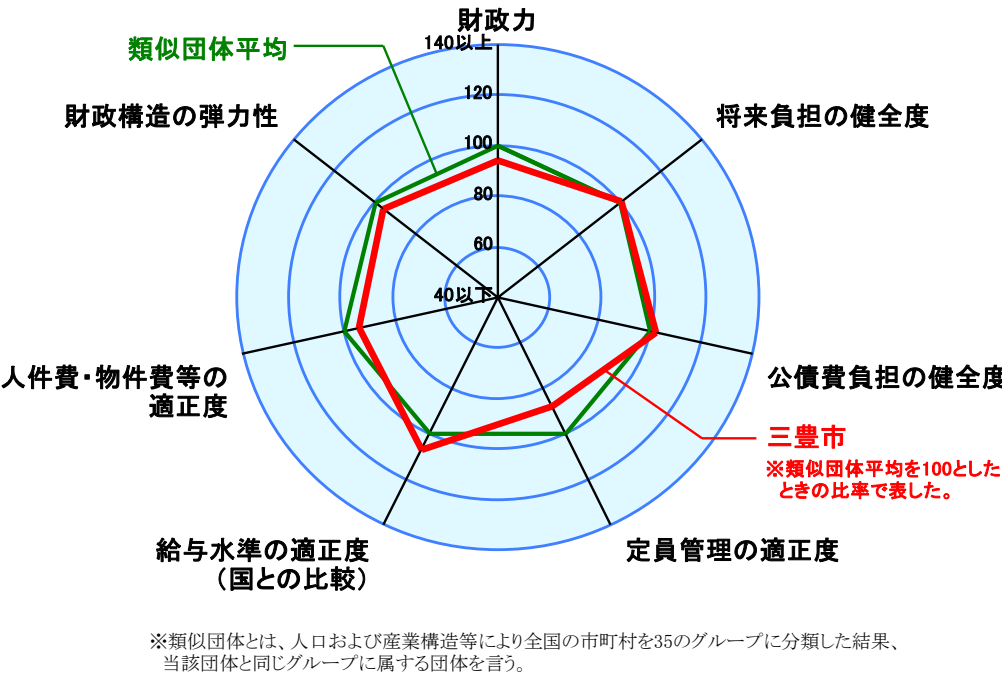 財政力
140以上
類似団体平均
120
財政構造の弾力性
将来負担の健全度
100
80
60
40以下
人件費・物件費等の
適正度
公債費負担の健全度
三豊市
※類似団体平均を100とした
ときの比率で表した。
給与水準の適正度
（国との比較）
定員管理の適正度
※類似団体とは、人口および産業構造等により全国の市町村を35のグループに分類した結果、
当該団体と同じグループに属する団体を言う。